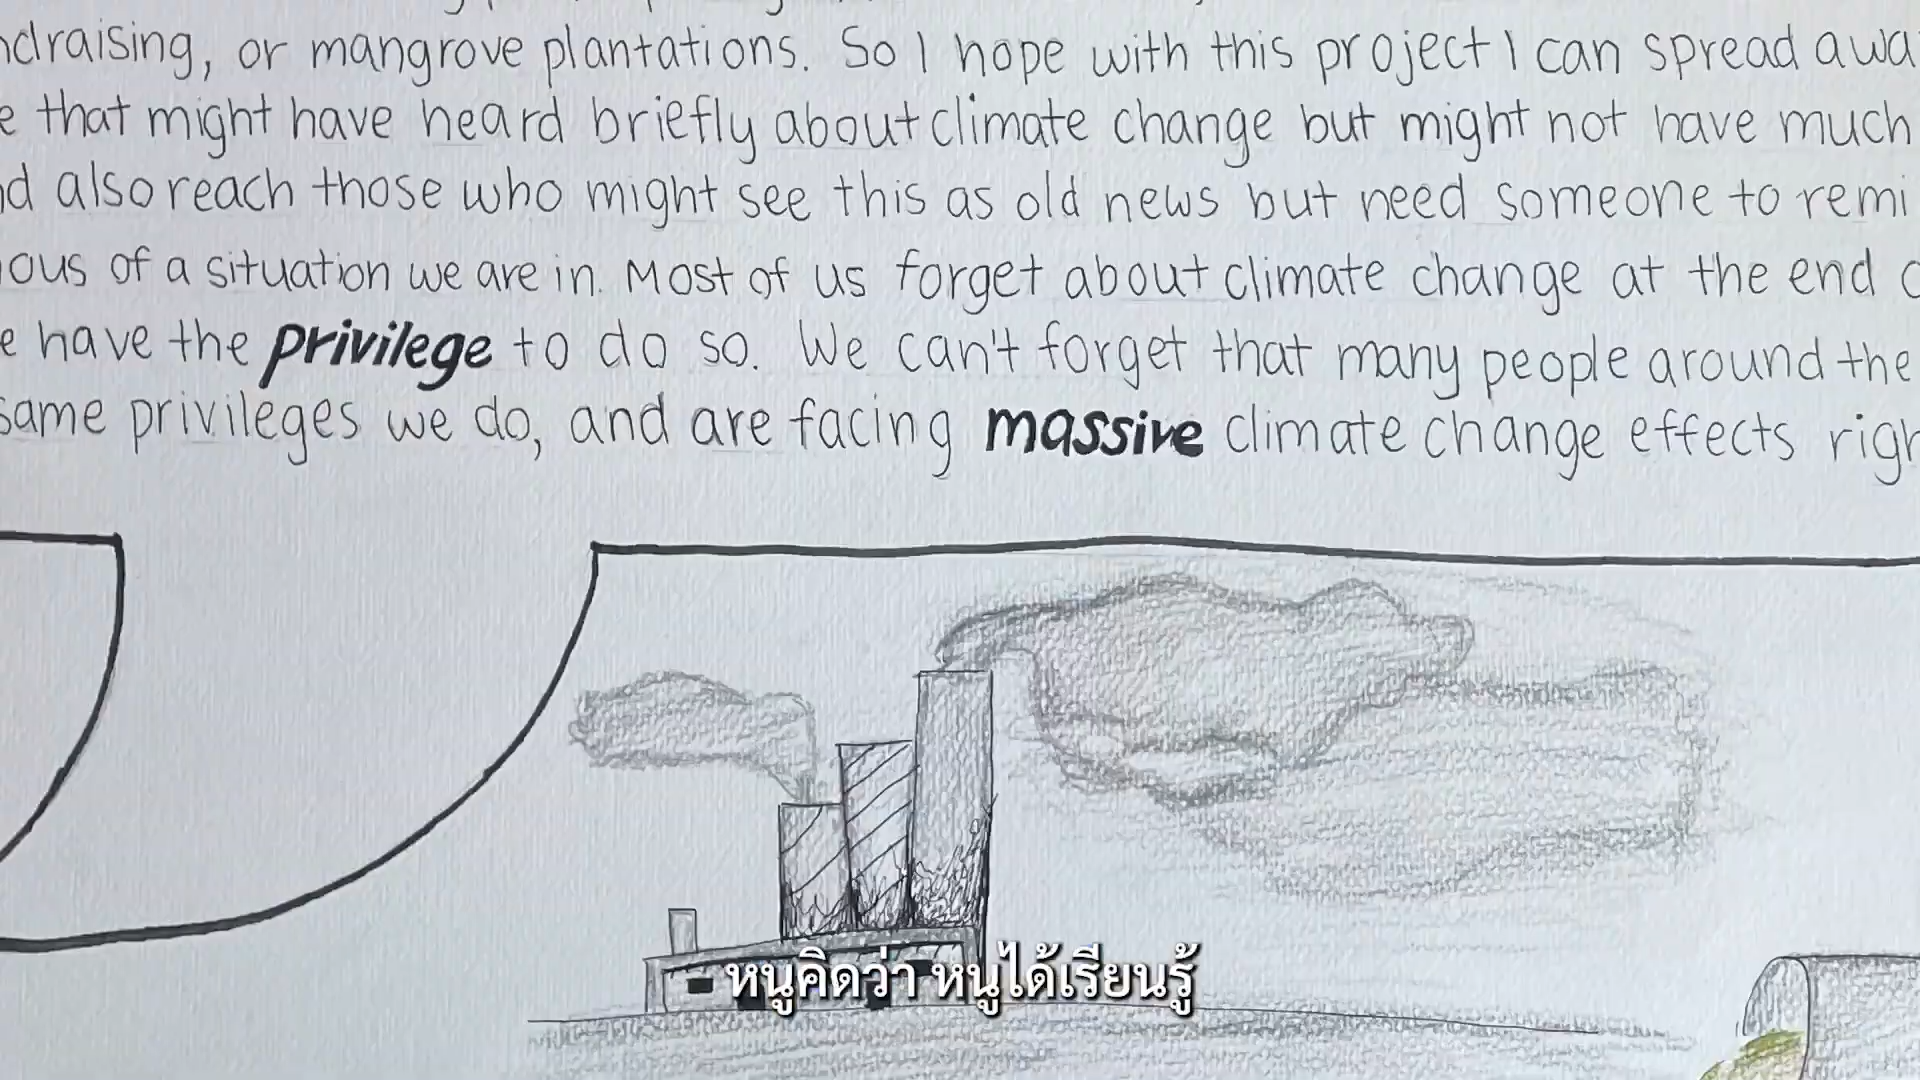 ndraising, or mangrove plantations. So I hope with this project I can spread awa
e that might have heard briefly about climate change but might not have much
nd also reach those who might see this as old news but need someone to remi
ious of a situation we are in. Most of us forget about climate change at the end o
e have the privilege to do so. We can't forget that many people around the
same privileges we do, and are facing massive climate change effects righ
หนูคิดว่า หนูได้เรียนรู้